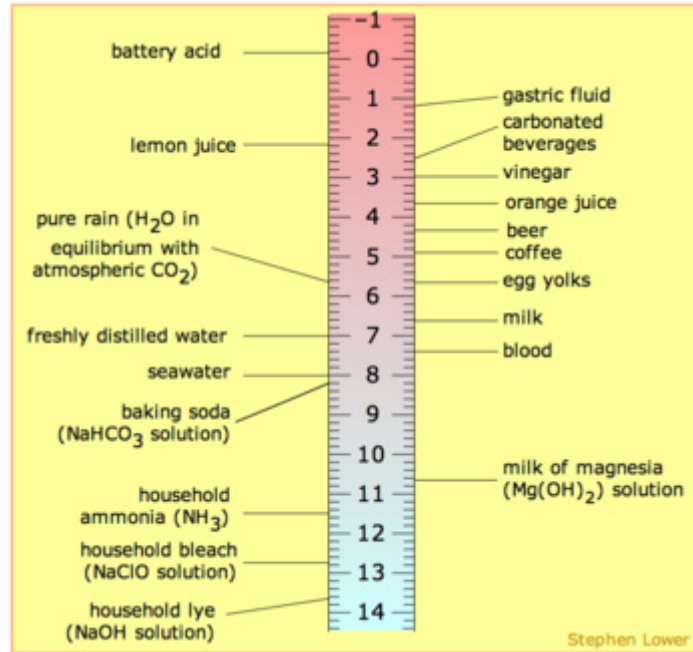 battery acid
lemon juice
pure rain (H₂O in
equilibrium with
atmospheric CO₂)
freshly distilled water
seawater
baking soda
(NaHCO₃ solution)
household
ammonia (NH₃)
household bleach
(NaClO solution)
household lye
(NaOH solution)
-1
0
1
2
3
4
5
6
7
8
9
10
11
12
13
14
gastric fluid
carbonated
beverages
vinegar
orange juice
beer
coffee
egg yolks
milk
blood
milk of magnesia
(Mg(OH)₂) solution
Stephen Lower